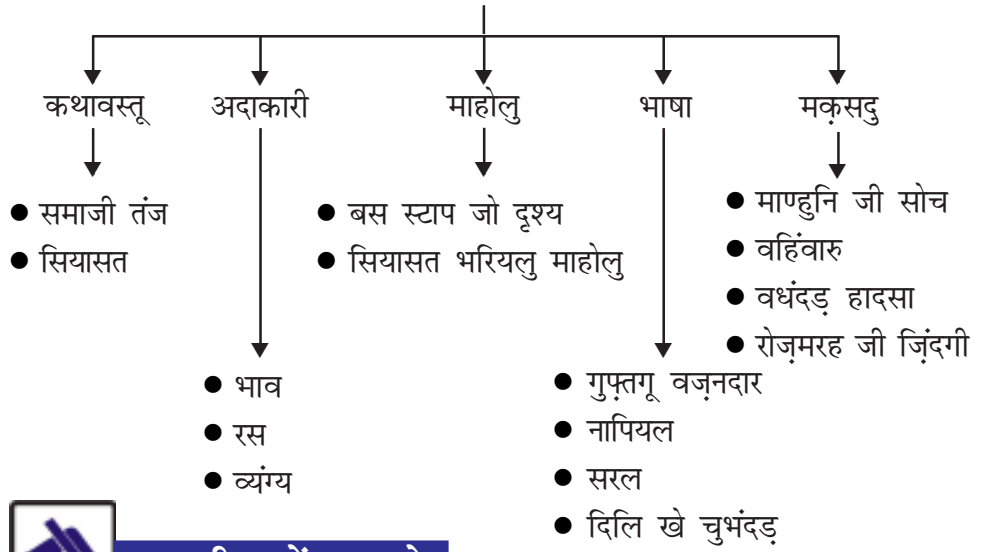 कथावस्तू अदाकारी माहोलु भाषा मक़सदु
● समाजी तंज
● सियासत
● बस स्टाप जो दृश्य
● सियासत भरियलु माहोलु
● माण्हुनि जी सोच
● वहिंवारु
● वधंदड़ हादसा
● रोज़मरह जी ज़िंदगी
● भाव
● रस
● व्यंग्य
● गुफ़्तगू वज़नदार
● नापियल
● सरल
● दिलि खे चुभंदड़